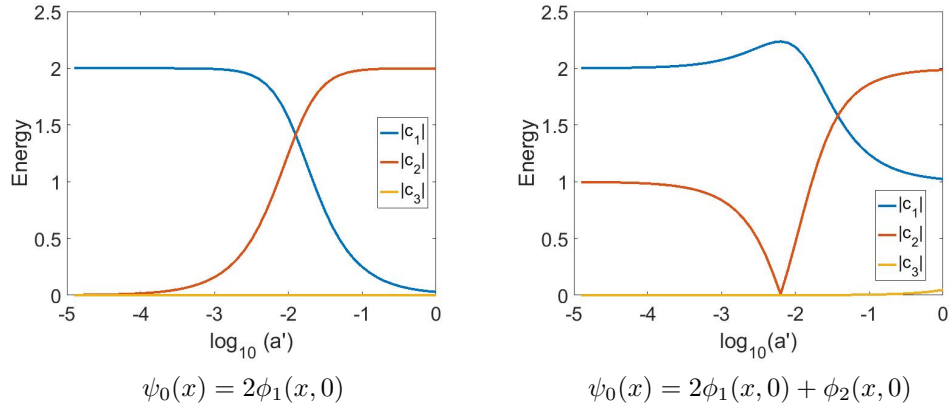 2.5
2
1.5
1
0.5
0
Energy
-5 -4 -3 -2 -1 0
log₁₀ (a')
|c₁|
|c₂|
|c₃|
ψ₀(x) = 2ϕ₁(x, 0)
2.5
2
1.5
1
0.5
0
Energy
-5 -4 -3 -2 -1 0
log₁₀(a')
|c₁|
|c₂|
|c₃|
ψ₀(x) = 2ϕ₁(x, 0) + ϕ₂(x, 0)